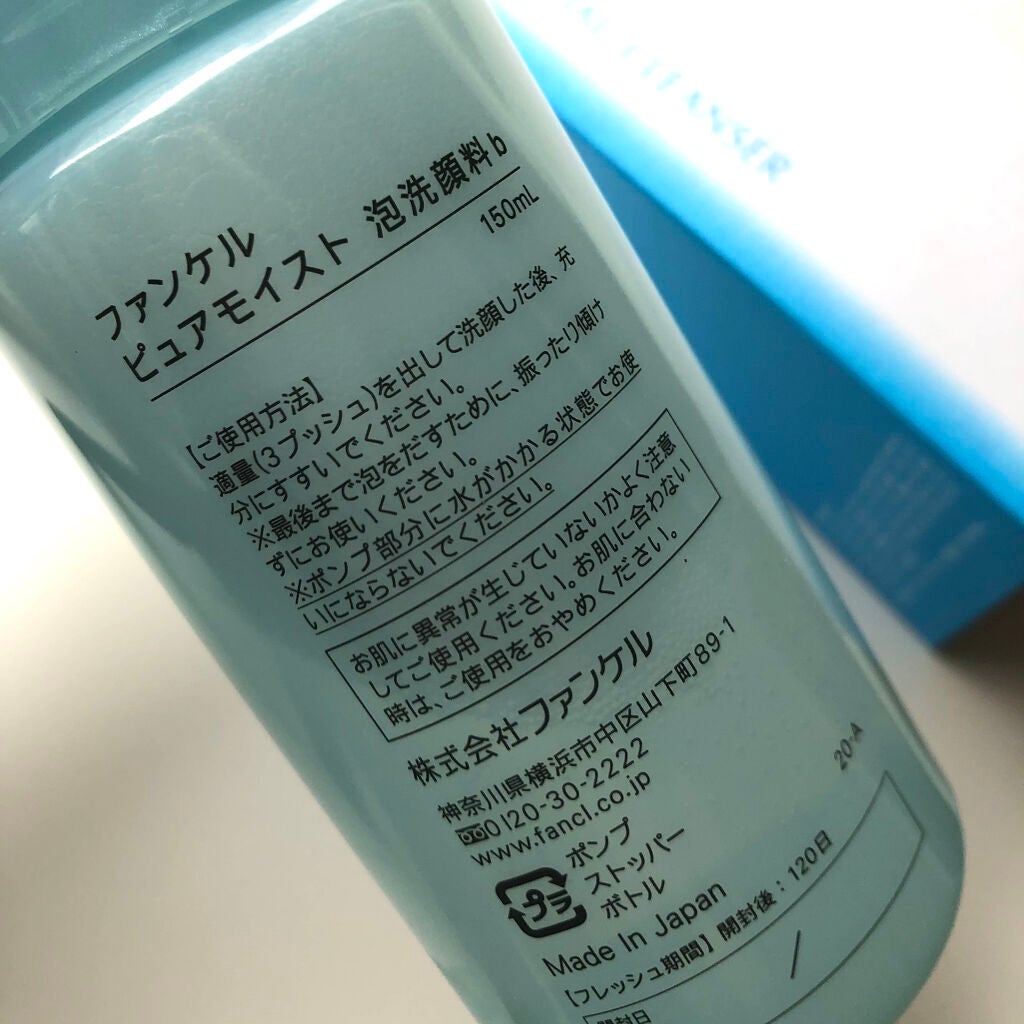 ファンケル
ピュアモイスト 泡洗顔料b
150mL
【ご使用方法】
適量(3プッシュ)を出して洗顔した後、充
分にすすいでください。
※最後まで泡をだすために、振ったり傾け
ずにお使いください。
※ポンプ部分に水がかかる状態でお使
いにならないでください。
お肌に異常が生じていないかよく注意
してご使用ください。お肌に合わない
時は、ご使用をおやめください。
株式会社ファンケル
神奈川県横浜市中区山下町89-1
0120-30-2222
www.fancl.co.jp
プラ
ポンプ
ストッパー
ボトル
Made In Japan
20-A
【フレッシュ期間】開封後：120日
開封日 /
CLEANSER